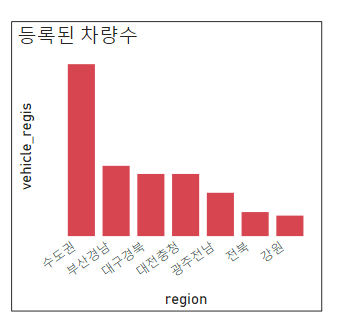 등록된 차량수
vehicle_regis
수도권
부산경남
대구경북
대전충청
광주전남
전북
강원
region